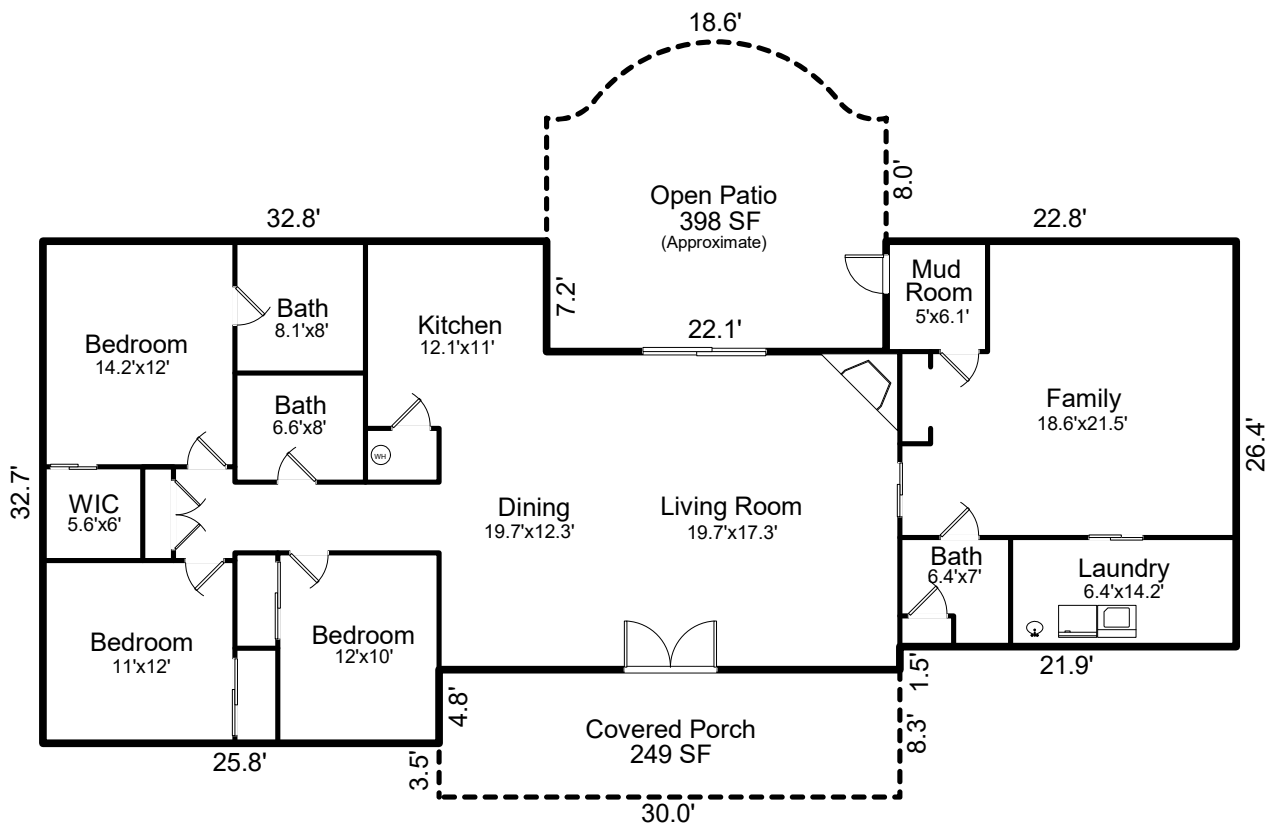 18.6'
8.0'
Open Patio
398 SF
(Approximate)
32.8'
22.8'
7.2'
22.1'
Mud
Room
5'x6.1'
Bath
8.1'x8'
Kitchen
12.1'x11'
Bedroom
14.2'x12'
Bath
6.6'x8'
Family
18.6'x21.5'
26.4'
WH
32.7'
WIC
5.6'x6'
Dining
19.7'x12.3'
Living Room
19.7'x17.3'
Bath
6.4'x7'
Laundry
6.4'x14.2'
Bedroom
11'x12'
Bedroom
12'x10'
1.5'
21.9'
4.8'
8.3'
Covered Porch
249 SF
25.8'
3.5'
30.0'